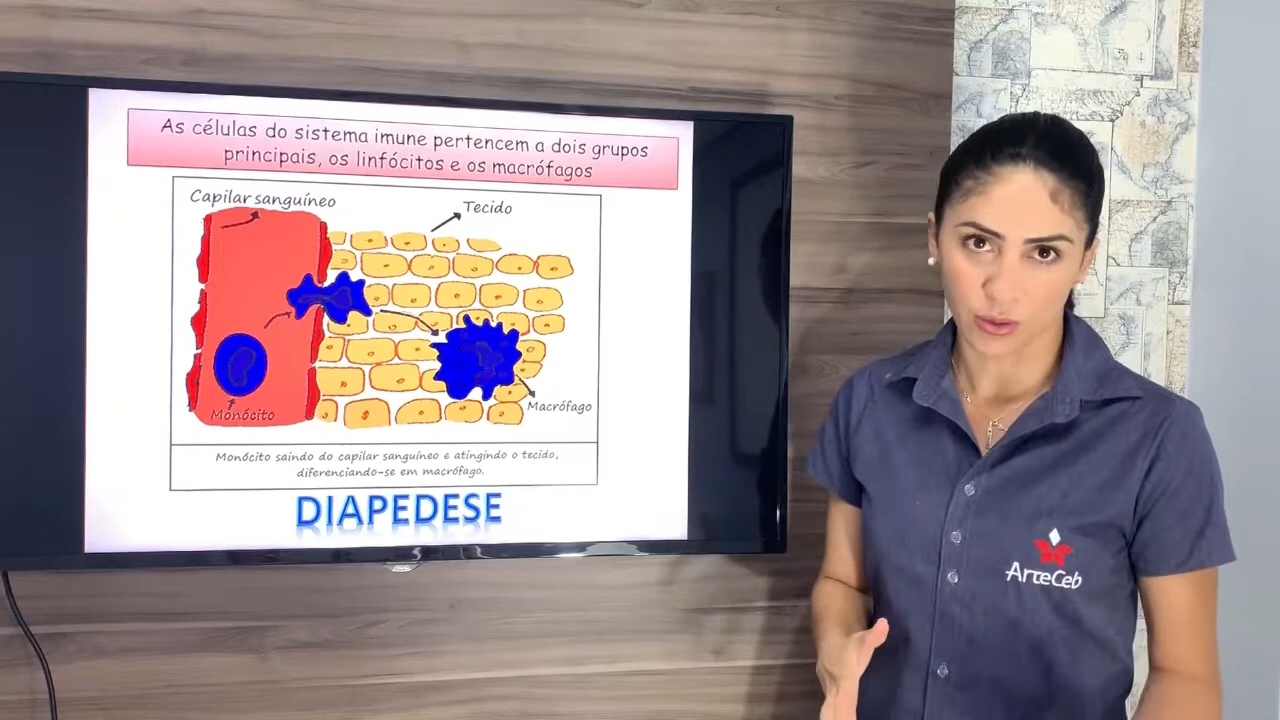 As células do sistema imune pertencem a dois grupos
principais, os linfócitos e os macrófagos
Capilar sanguíneo
Tecido
Monócito
Macrófago
Monócito saindo do capilar sanguíneo e atingindo o tecido,
diferenciando-se em macrófago.
DIAPEDESE
ArteCeb